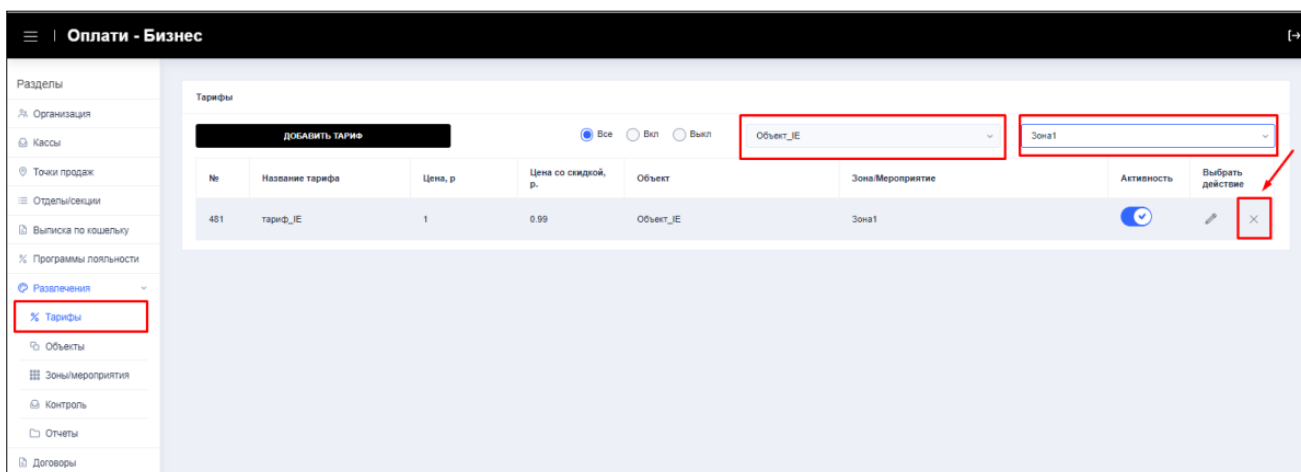 Оплати - Бизнес
Разделы
Организация
Кассы
Точки продаж
Отделы/секции
Выписка по кошельку
Программы лояльности
Развлечения
Тарифы
Объекты
Зоны/мероприятия
Контроль
Отчеты
Договоры
Тарифы
ДОБАВИТЬ ТАРИФ
Все Вкл Выкл
Объект_IE
Зона1
№ Название тарифа Цена, р Цена со скидкой, р. Объект Зона/Мероприятие Активность Выбрать действие
481 тариф_IE 1 0.99 Объект_IE Зона1